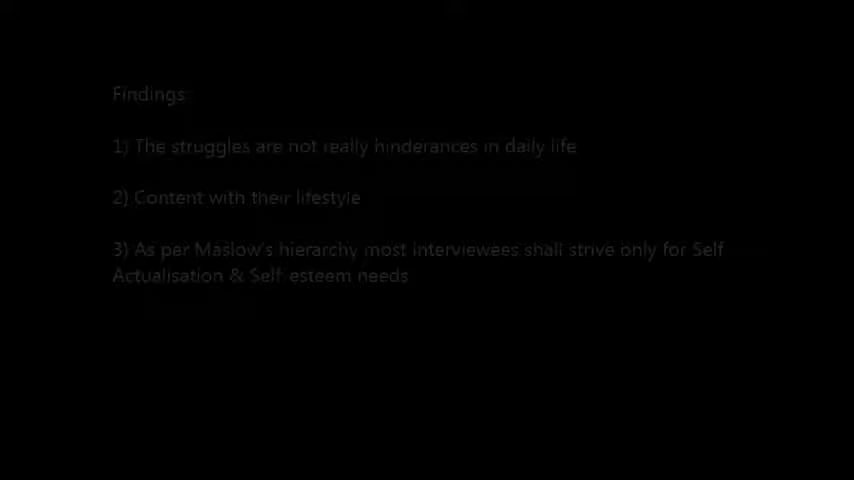 Findings:
1) The struggles are not really hinderances in daily life
2) Content with their lifestyle
3) As per Maslow's hierarchy most interviewees shall strive only for Self
Actualisation & Self esteem needs